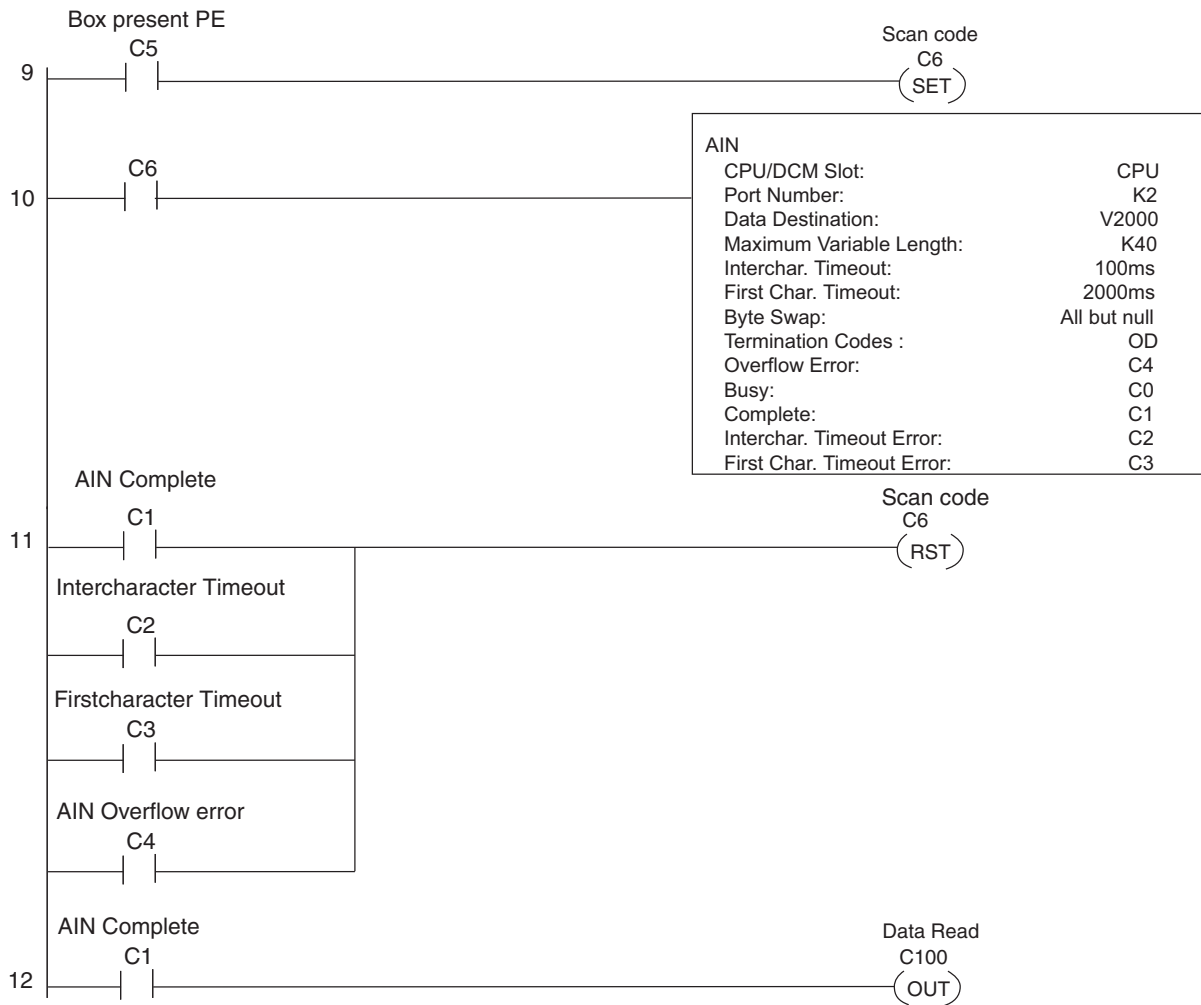 Box present PE
C5
Scan code
C6
9
SET
C6
10
AIN
CPU/DCM Slot: CPU
Port Number: K2
Data Destination: V2000
Maximum Variable Length: K40
Interchar. Timeout: 100ms
First Char. Timeout: 2000ms
Byte Swap: All but null
Termination Codes : OD
Overflow Error: C4
Busy: C0
Complete: C1
Interchar. Timeout Error: C2
First Char. Timeout Error: C3
AIN Complete
C1
Scan code
C6
11
RST
Intercharacter Timeout
C2
Firstcharacter Timeout
C3
AIN Overflow error
C4
AIN Complete
C1
Data Read
C100
12
OUT